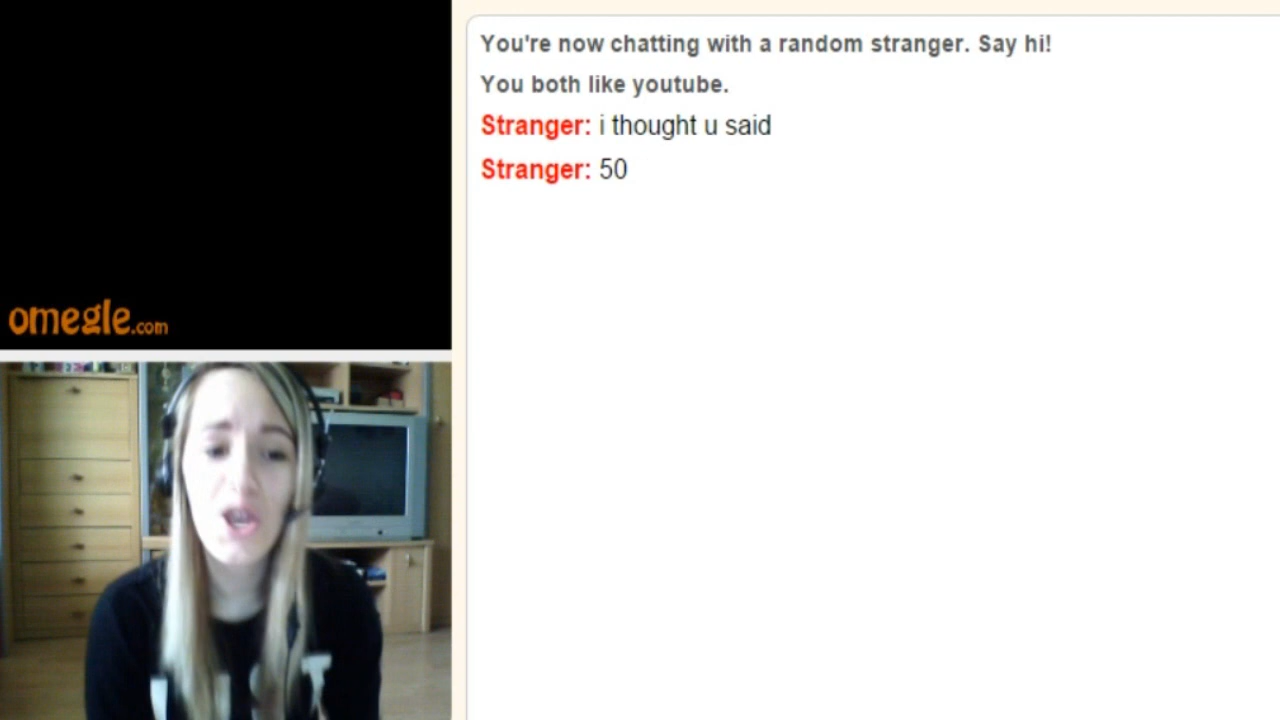 You're now chatting with a random stranger. Say hi!
You both like youtube.
Stranger: i thought u said
Stranger: 50
omegle.com